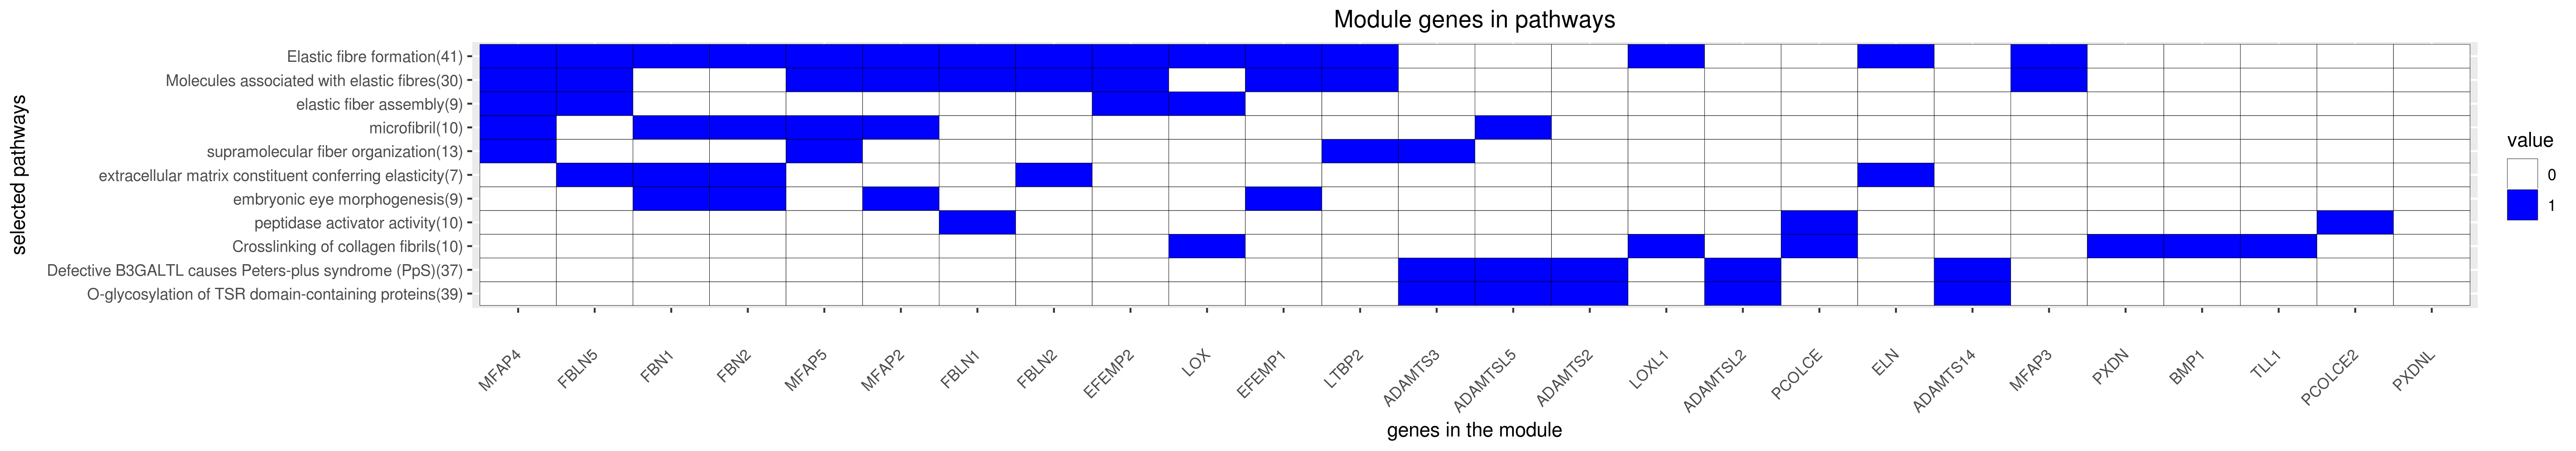 Module genes in pathways
selected pathways
Elastic fibre formation(41)
Molecules associated with elastic fibres(30)
elastic fiber assembly(9)
microfibril(10)
supramolecular fiber organization(13)
extracellular matrix constituent conferring elasticity(7)
embryonic eye morphogenesis(9)
peptidase activator activity(10)
Crosslinking of collagen fibrils(10)
Defective B3GALTL causes Peters-plus syndrome (PpS)(37)
O-glycosylation of TSR domain-containing proteins(39)
MFAP4
FBLN5
FBN1
FBN2
MFAP5
MFAP2
FBLN1
FBLN2
EFEMP2
LOX
EFEMP1
LTBP2
ADAMTS3
ADAMTSL5
ADAMTS2
LOXL1
ADAMTSL2
PCOLCE
ELN
ADAMTS14
MFAP3
PXDN
BMP1
TLL1
PCOLCE2
PXDNL
genes in the module
value
0
1